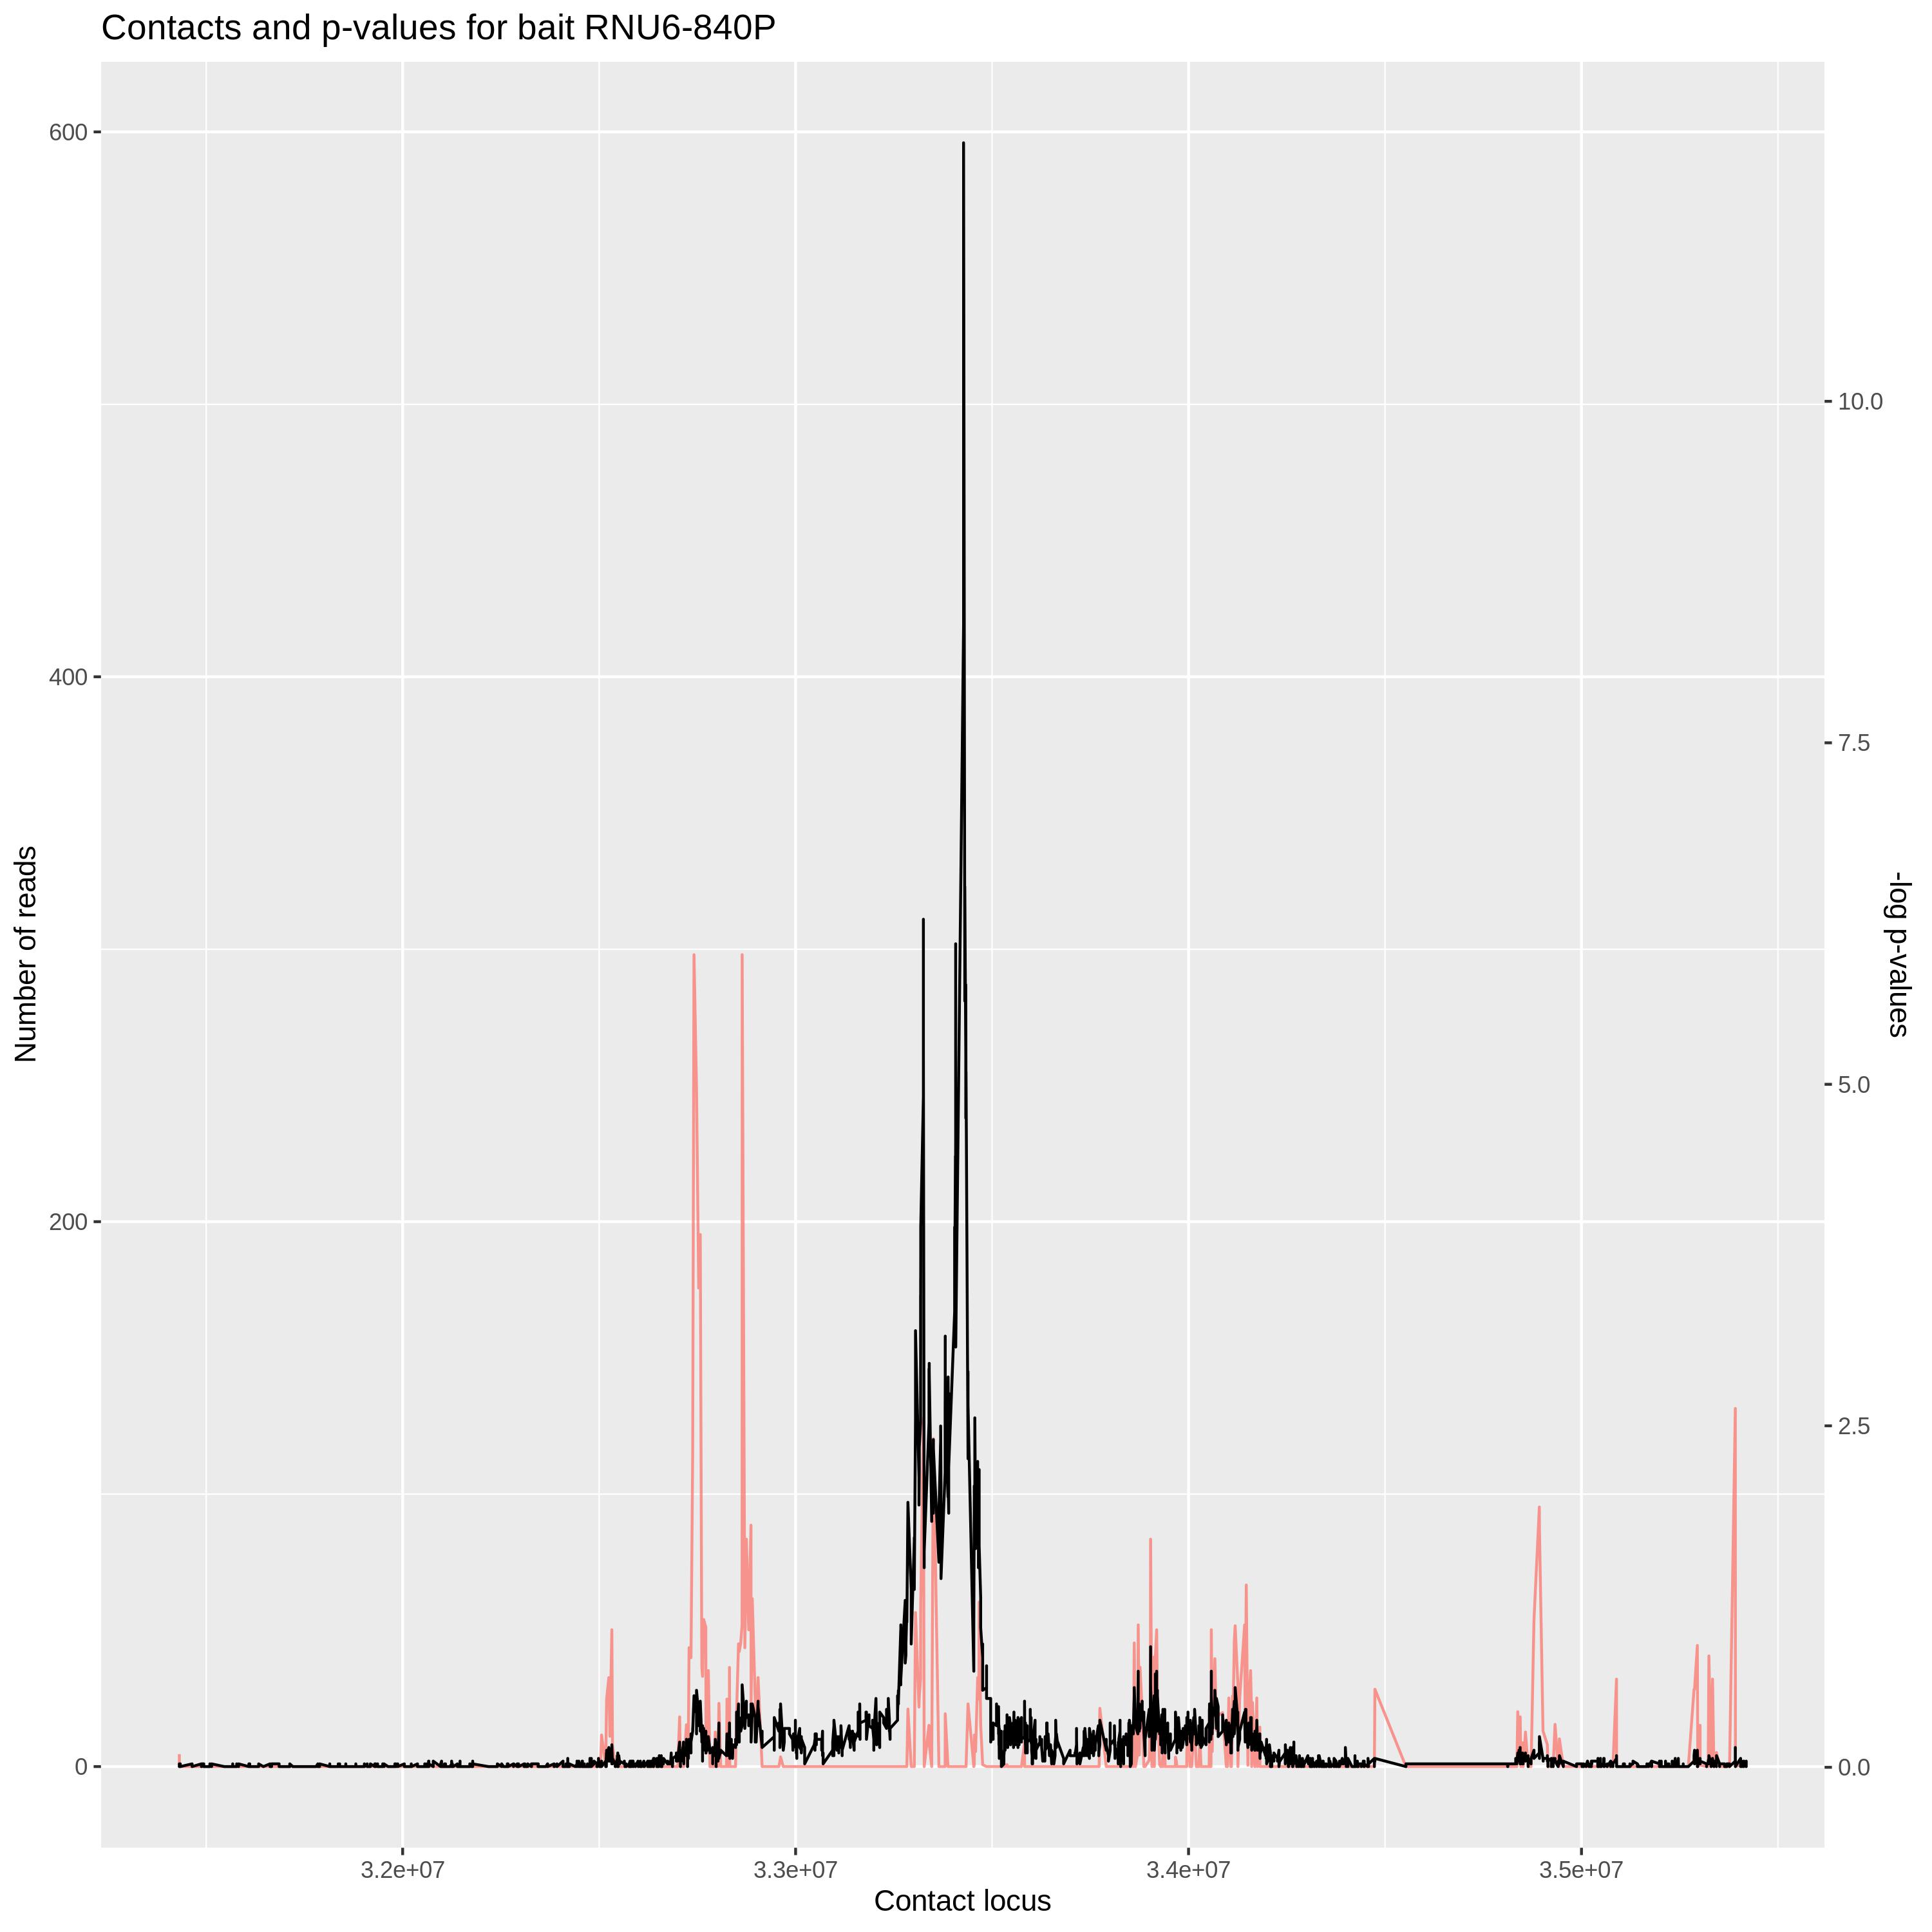 Contacts and p-values for bait RNU6-840P
600
400
200
0
Number of reads
10.0
7.5
5.0
2.5
0.0
-log p-values
3.2e+07
3.3e+07
3.4e+07
3.5e+07
Contact locus